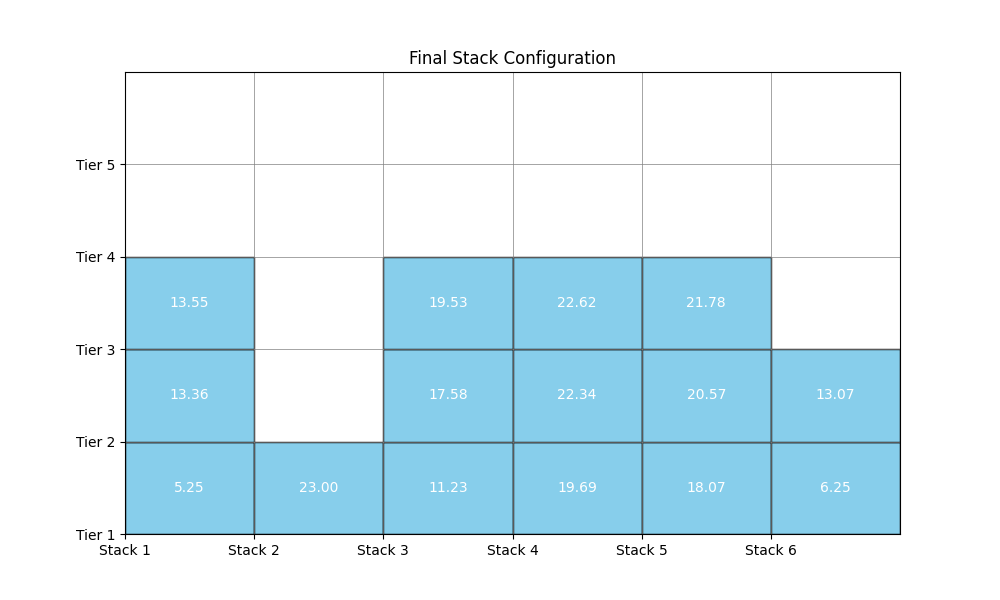 Final Stack Configuration
Tier 5
Tier 4
13.55 19.53 22.62 21.78
Tier 3
13.36 17.58 22.34 20.57 13.07
Tier 2
5.25 23.00 11.23 19.69 18.07 6.25
Tier 1
Stack 1 Stack 2 Stack 3 Stack 4 Stack 5 Stack 6